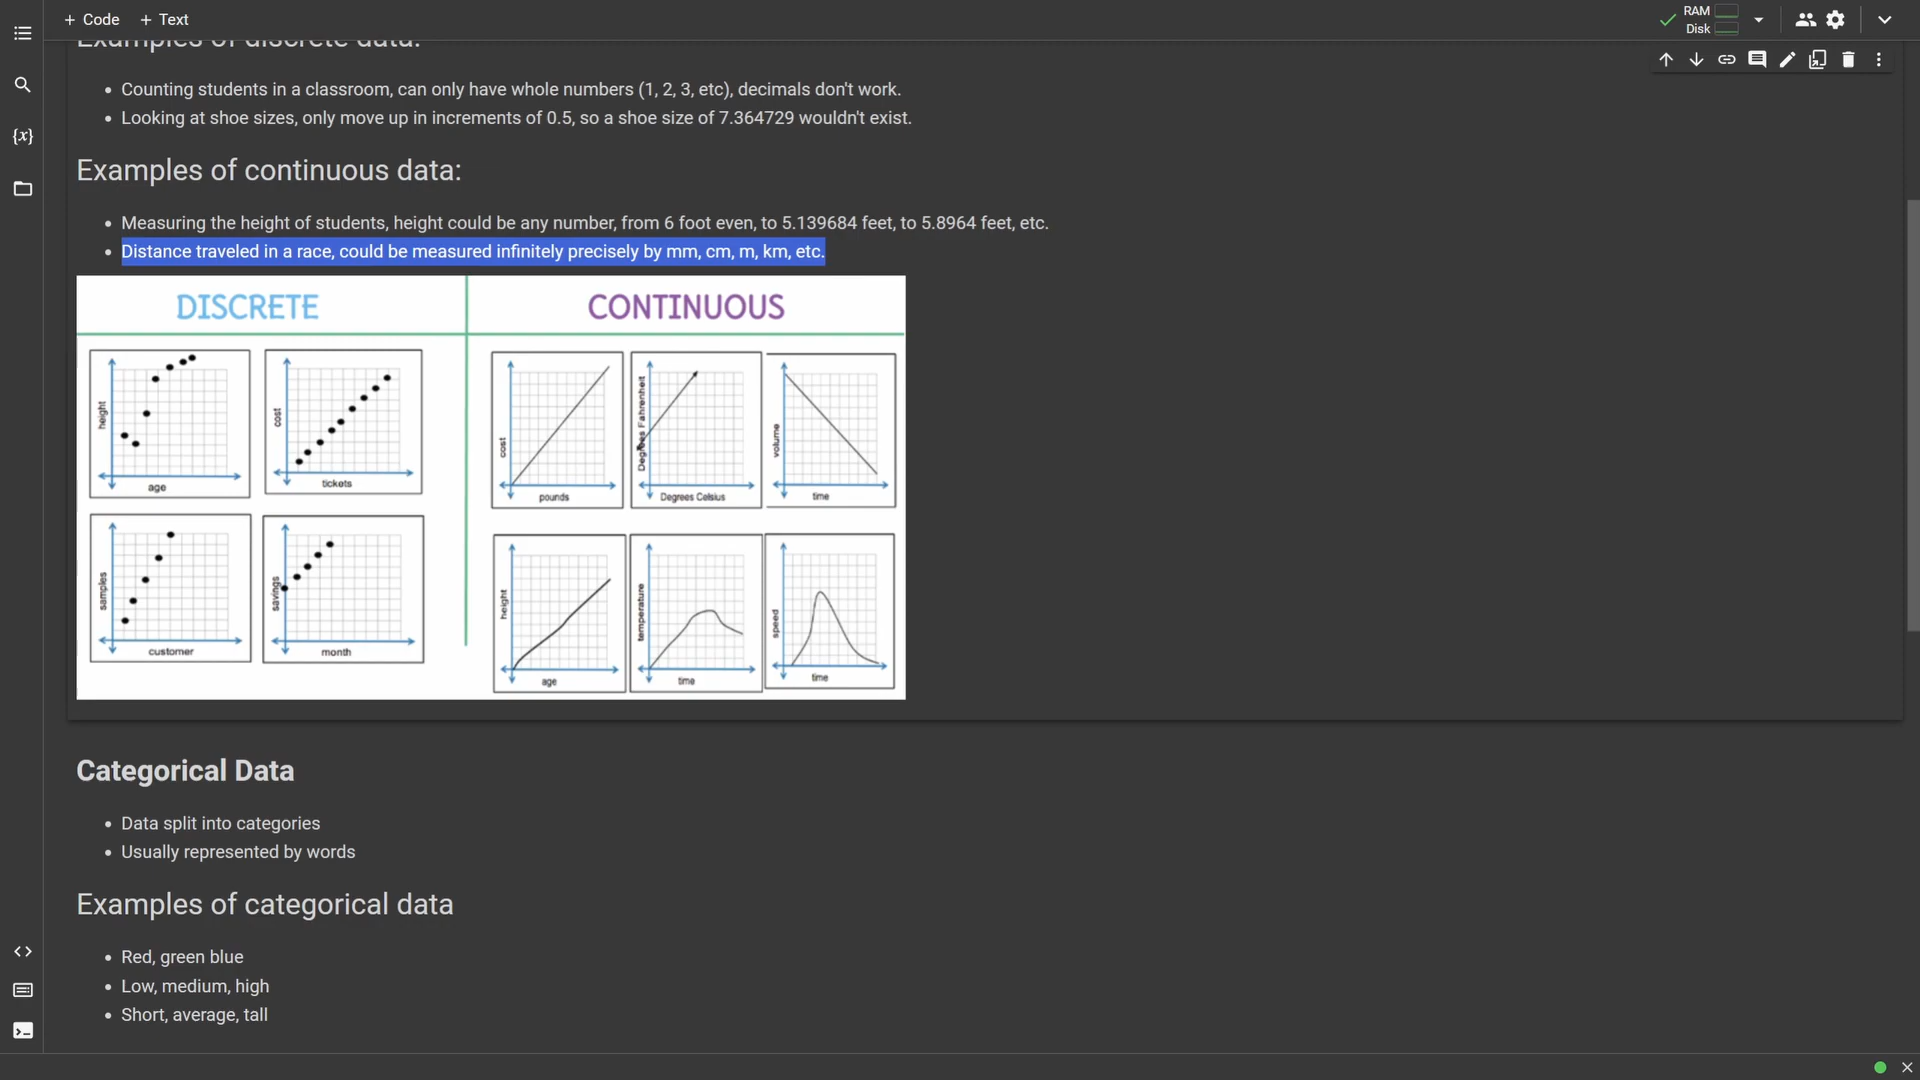 + Code + Text
RAM
Disk
Examples of discrete data:
Counting students in a classroom, can only have whole numbers (1, 2, 3, etc), decimals don't work.
Looking at shoe sizes, only move up in increments of 0.5, so a shoe size of 7.364729 wouldn't exist.
Examples of continuous data:
Measuring the height of students, height could be any number, from 6 foot even, to 5.139684 feet, to 5.8964 feet, etc.
Distance traveled in a race, could be measured infinitely precisely by mm, cm, m, km, etc.
DISCRETE
height
age
cost
tickets
samples
customer
savings
month
CONTINUOUS
cost
pounds
Degrees Fahrenheit
Degrees Celsius
volume
time
height
age
temperature
time
speed
time
Categorical Data
Data split into categories
Usually represented by words
Examples of categorical data
Red, green blue
Low, medium, high
Short, average, tall